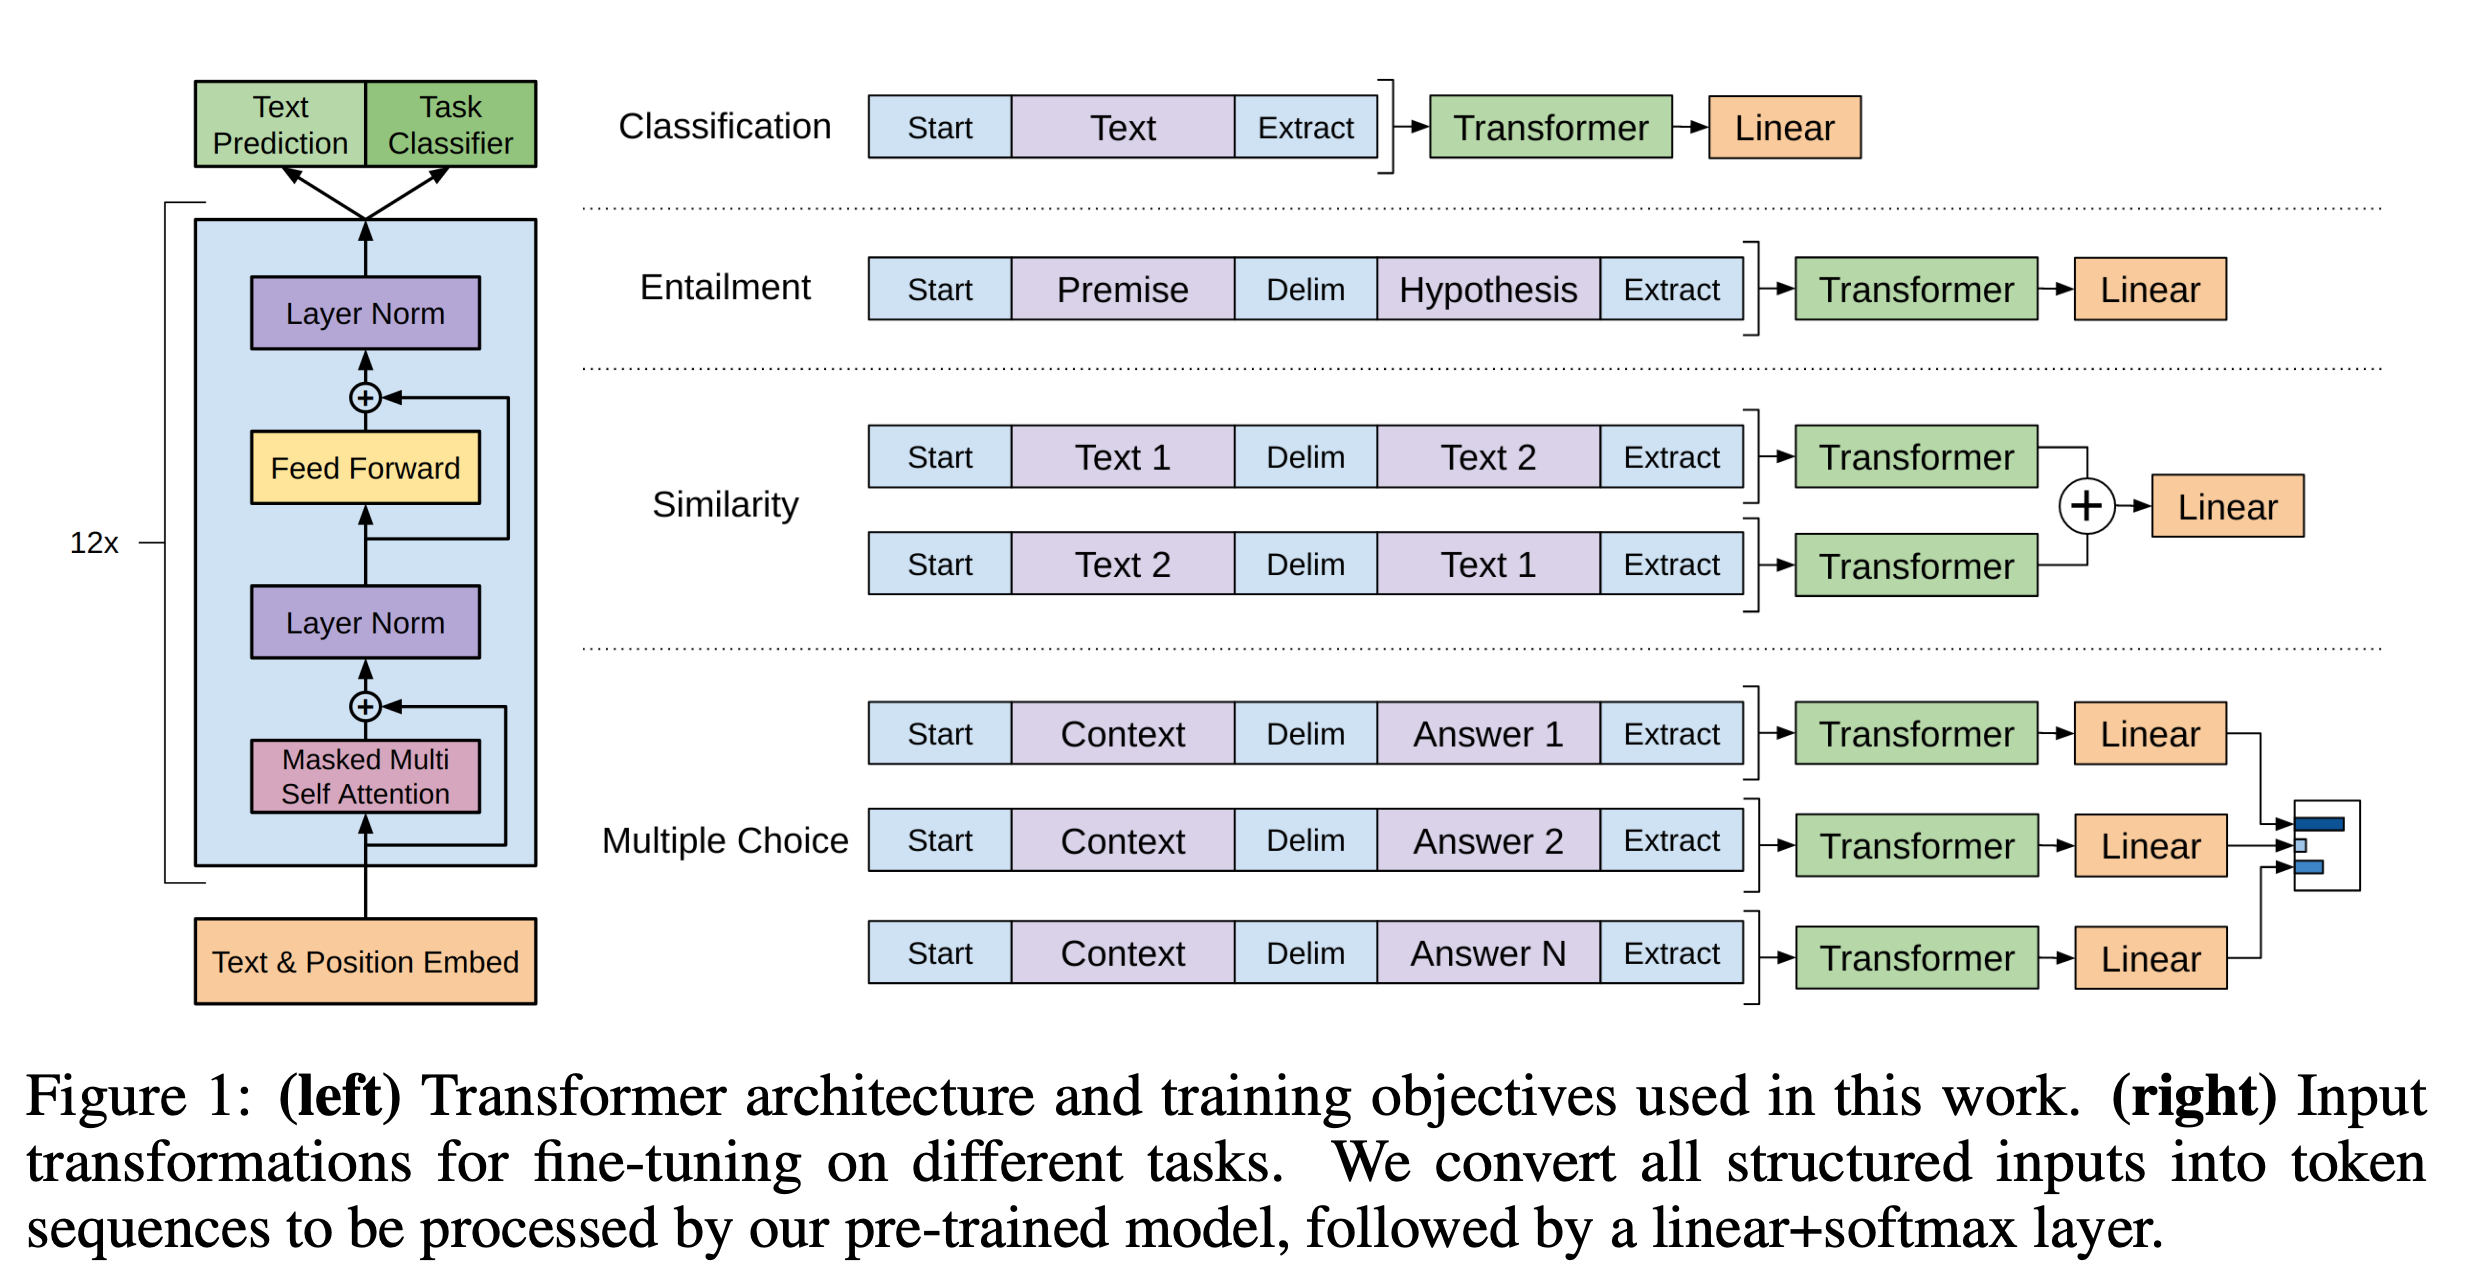 Text
Prediction
Task
Classifier
Layer Norm
+
Feed Forward
12x
Layer Norm
+
Masked Multi
Self Attention
Text & Position Embed
Classification
Start Text Extract Transformer Linear
Entailment
Start Premise Delim Hypothesis Extract Transformer Linear
Similarity
Start Text 1 Delim Text 2 Extract Transformer
+ Linear
Start Text 2 Delim Text 1 Extract Transformer
Multiple Choice
Start Context Delim Answer 1 Extract Transformer Linear
Start Context Delim Answer 2 Extract Transformer Linear
Start Context Delim Answer N Extract Transformer Linear
Figure 1: (left) Transformer architecture and training objectives used in this work. (right) Input
transformations for fine-tuning on different tasks. We convert all structured inputs into token
sequences to be processed by our pre-trained model, followed by a linear+softmax layer.